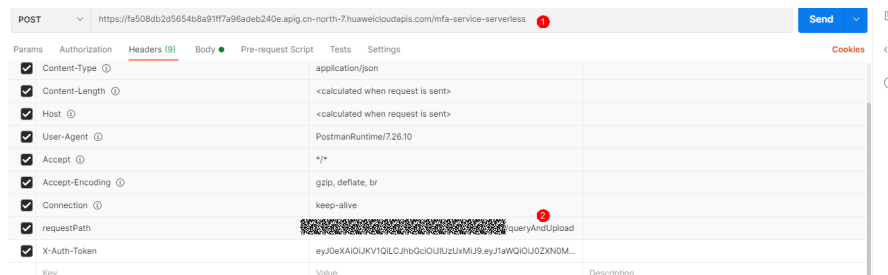 POST https://fa508db2d5654b8a91ff7a96adeb240e.apig.cn-north-7.huaweicloudapis.com/mfa-service-serverless 1 Send
Params Authorization Headers (9) Body Pre-request Script Tests Settings Cookies
Content-Type application/json
Content-Length <calculated when request is sent>
Host <calculated when request is sent>
User-Agent PostmanRuntime/7.26.10
Accept */*
Accept-Encoding gzip, deflate, br
Connection keep-alive
2
requestPath /queryAndUpload
X-Auth-Token eyJ0eXAiOiJKV1QiLCJhbGciOiJIUzUxMiJ9.eyJ1aWQiOiJ0ZXN0M...
Key Value Description